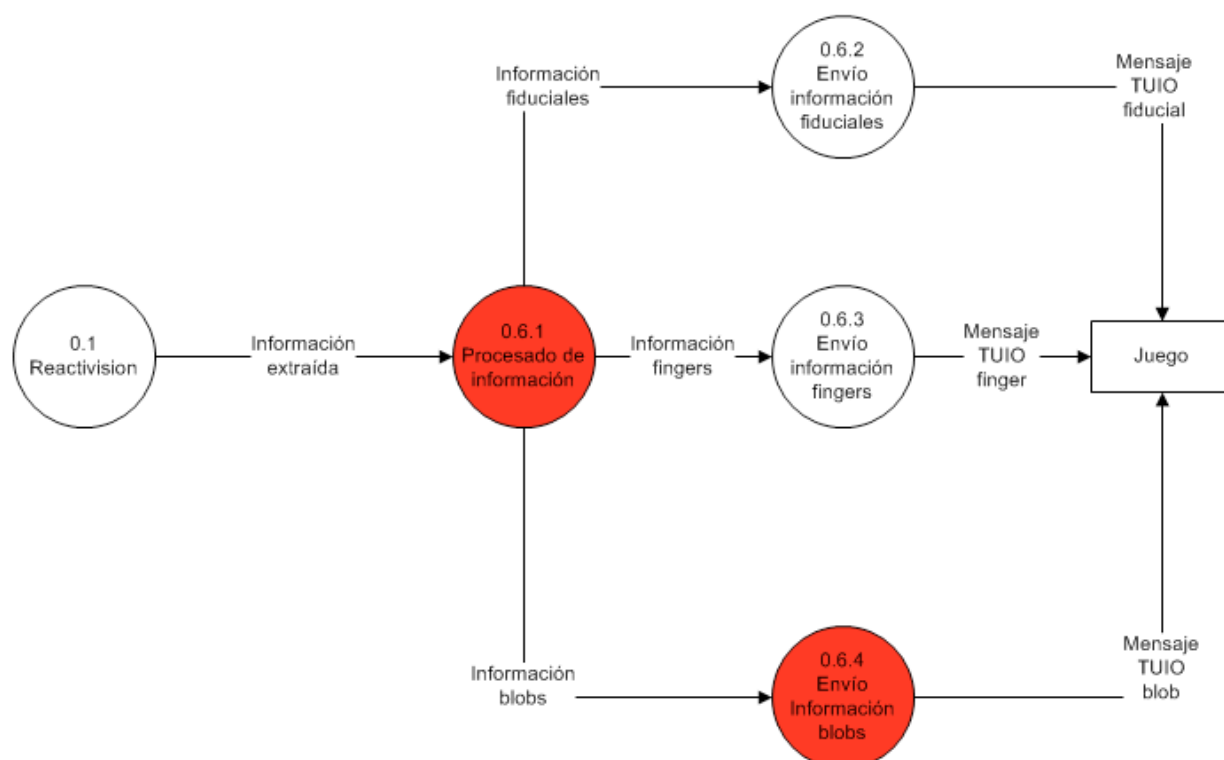 0.6.2
Envío
información
fiduciales
Información
fiduciales
Mensaje
TUIO
fiducial
0.1
Reactivision
Información
extraída
0.6.1
Procesado de
información
Información
fingers
0.6.3
Envío
información
fingers
Mensaje
TUIO
finger
Juego
Información
blobs
0.6.4
Envío
Información
blobs
Mensaje
TUIO
blob